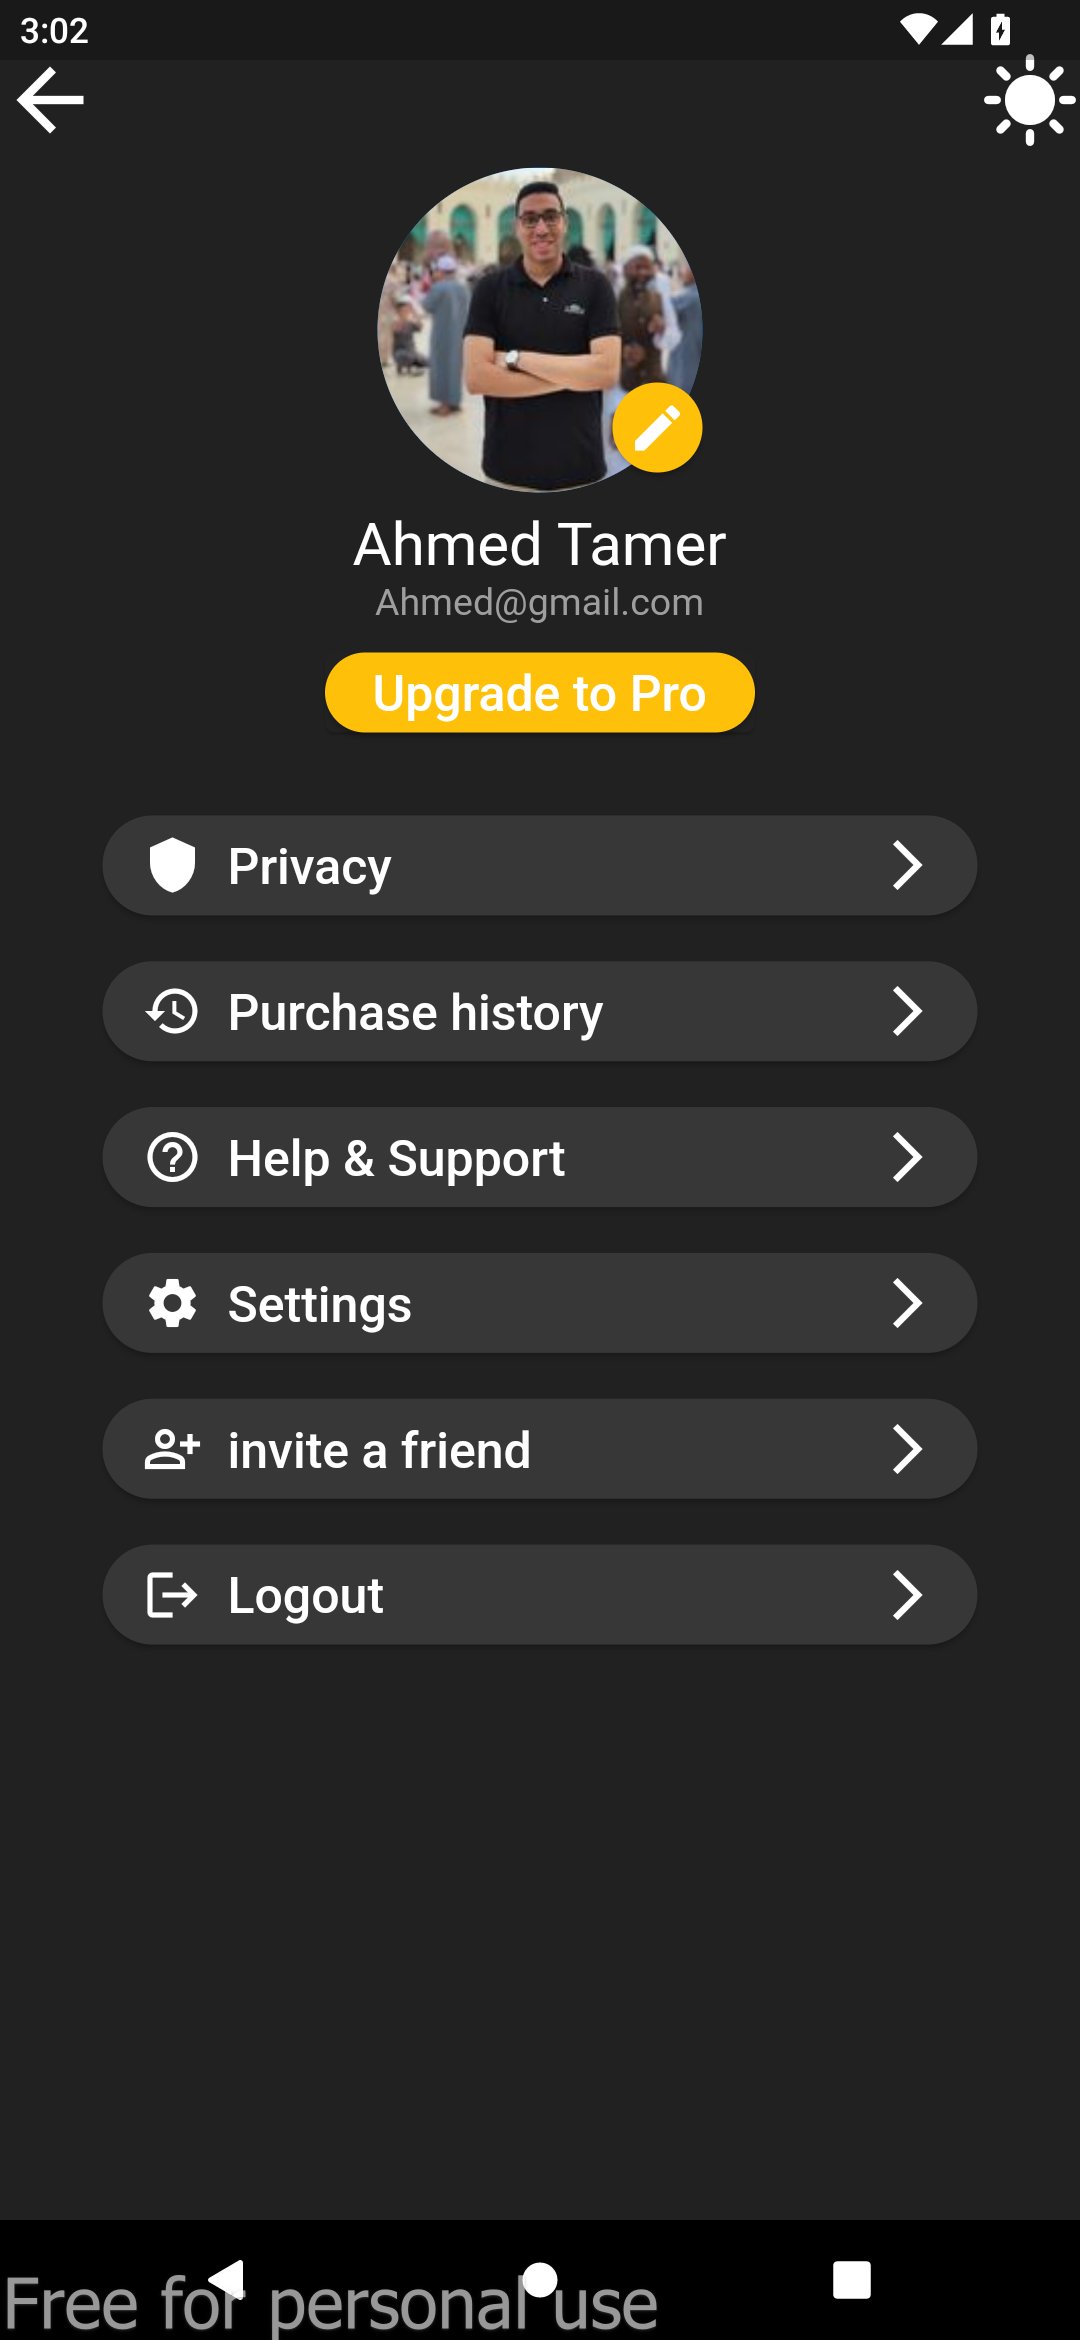 3:02
Ahmed Tamer
Ahmed@gmail.com
Upgrade to Pro
Privacy
Purchase history
Help & Support
Settings
invite a friend
Logout
Free for personal use